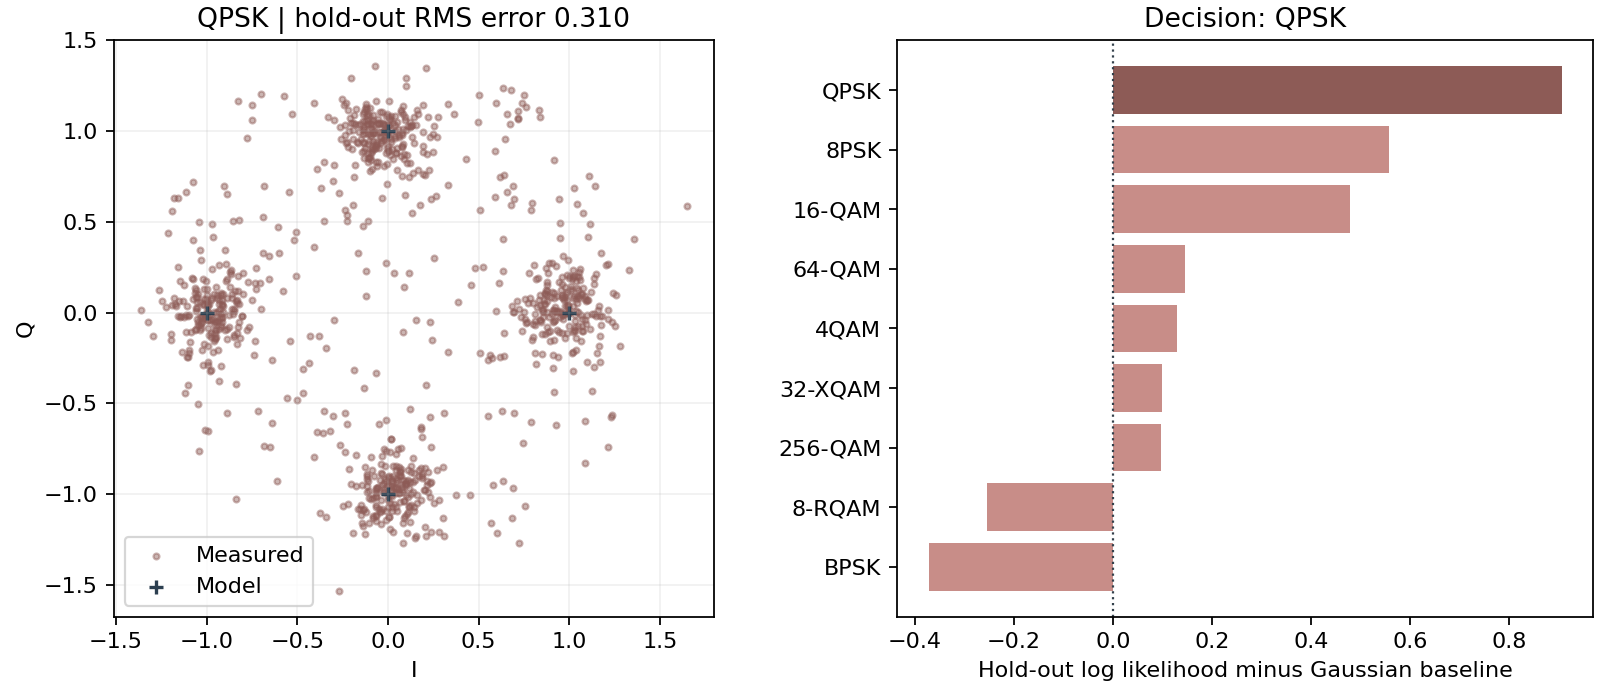 QPSK | hold-out RMS error 0.310
1.5
1.0
0.5
0.0
−0.5
−1.0
−1.5
Q
Measured
Model
−1.5 −1.0 −0.5 0.0 0.5 1.0 1.5
I
Decision: QPSK
QPSK
8PSK
16-QAM
64-QAM
4QAM
32-XQAM
256-QAM
8-RQAM
BPSK
−0.4 −0.2 0.0 0.2 0.4 0.6 0.8
Hold-out log likelihood minus Gaussian baseline